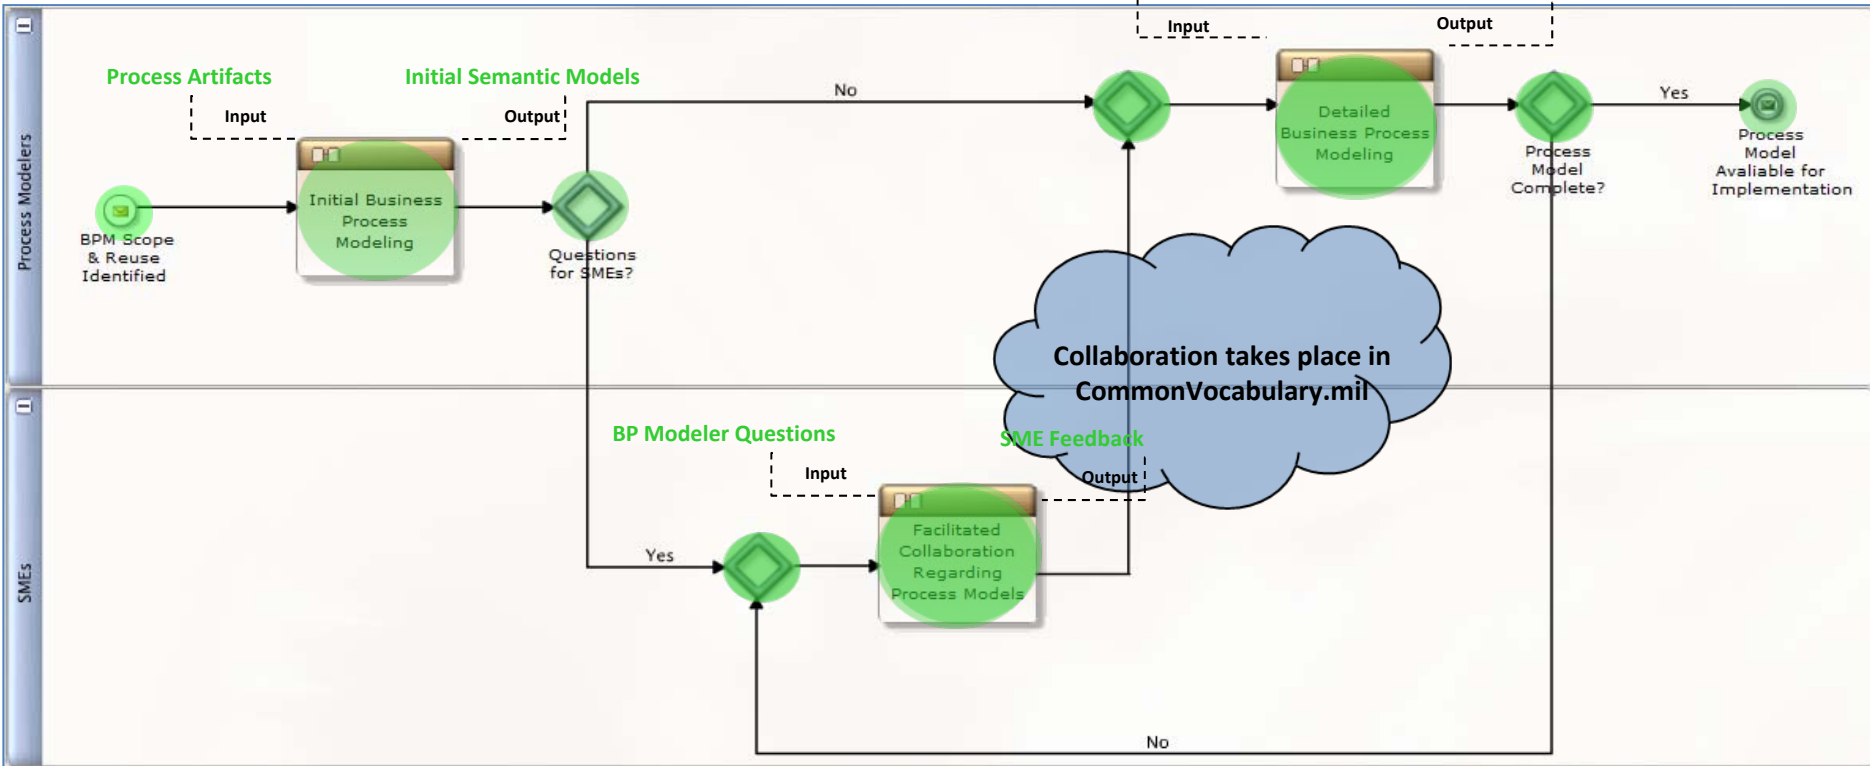 Process Modelers
Process Artifacts
Input
Initial Semantic Models
Output
BPM Scope
& Reuse
Identified
Initial Business
Process
Modeling
Questions
for SMEs?
No
Input
Output
Detailed
Business Process
Modeling
Process
Model
Complete?
Yes
Process
Model
Avaliable for
Implementation
Collaboration takes place in
CommonVocabulary.mil
SMEs
BP Modeler Questions
Input
SME Feedback
Output
Yes
Facilitated
Collaboration
Regarding
Process Models
No